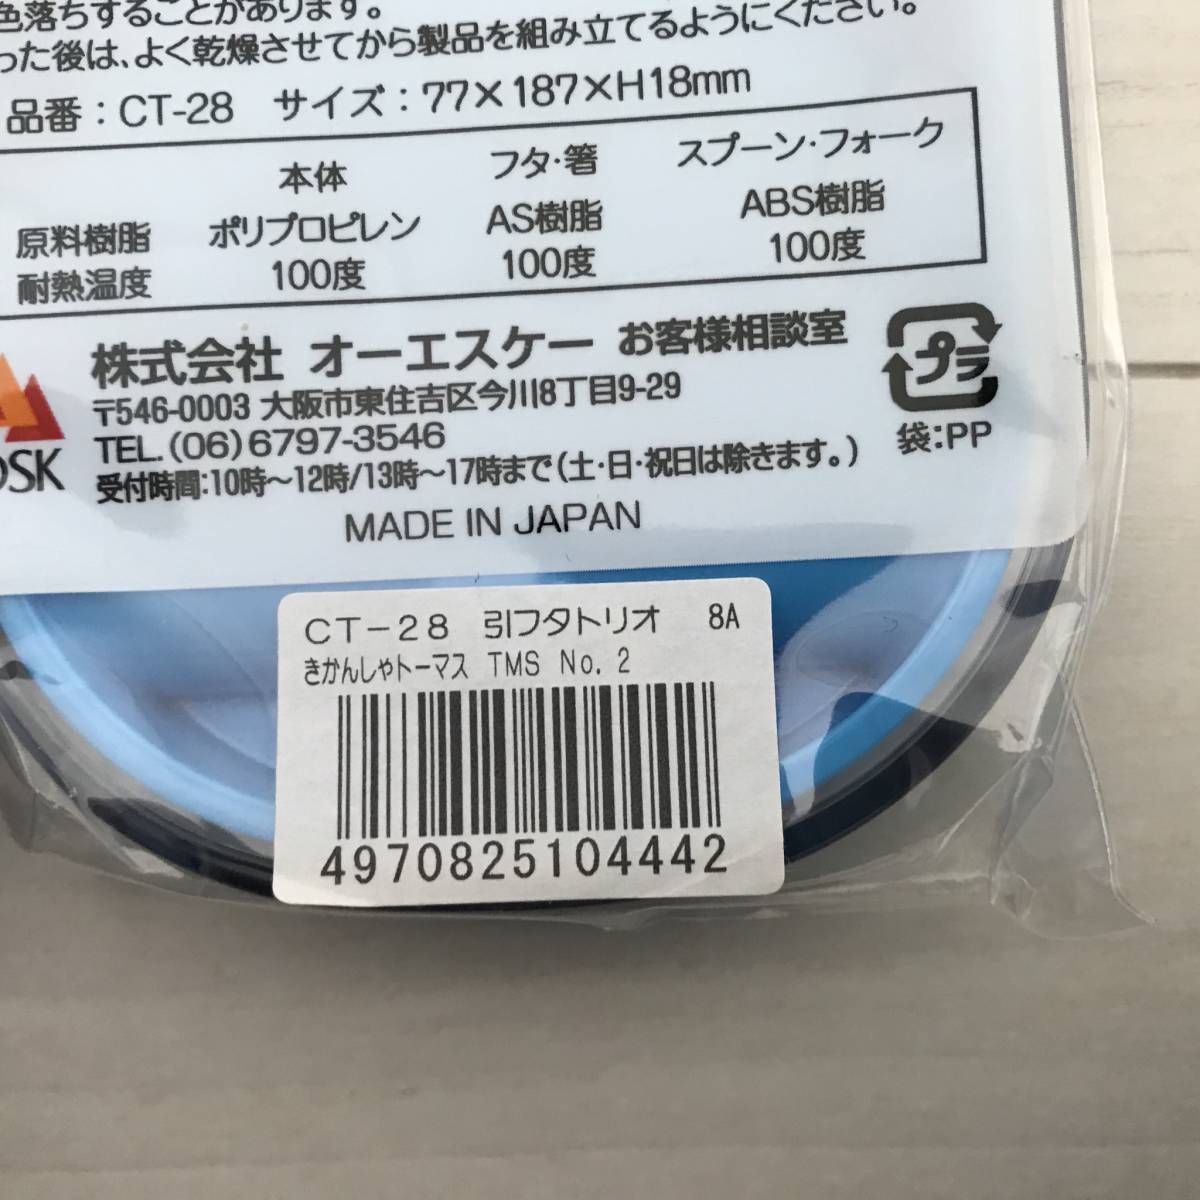 色落ちすることがあります。
った後は、よく乾燥させてから製品を組み立てるようにください。
品番：CT-28　サイズ：77×187×H18mm
本体　フタ・箸　スプーン・フォーク
原料樹脂　ポリプロピレン　AS樹脂　ABS樹脂
耐熱温度　100度　100度　100度
株式会社 オーエスケー お客様相談室
〒546-0003 大阪市東住吉区今川8丁目9-29
TEL.(06)6797-3546
受付時間:10時〜12時/13時〜17時まで(土・日・祝日は除きます。)
MADE IN JAPAN
OSK
プラ
袋:PP
CT-28 引フタトリオ 8A
きかんしゃトーマス TMS No. 2
4970825104442